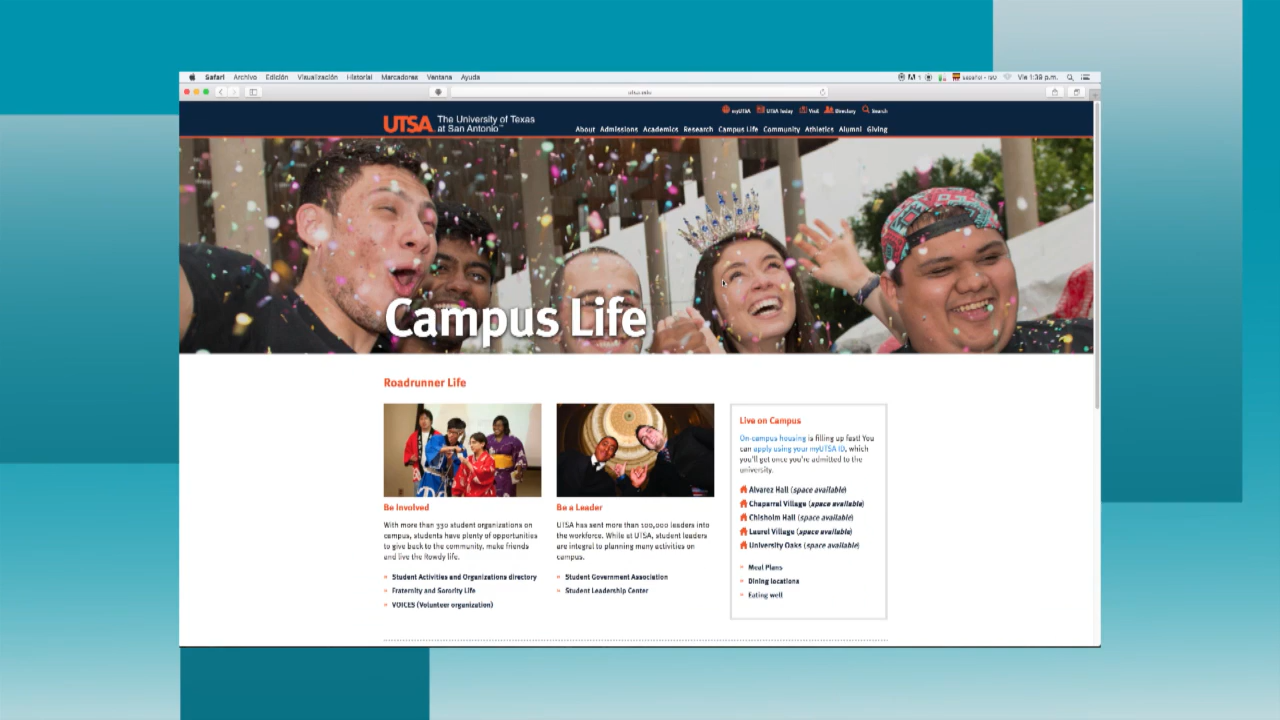 Safari Archivo Edición Visualización Historial Marcadores Ventana Ayuda
Vie 1:39 p.m.
utsa.edu
myUTSA UTSA Today Visit Directory Search
UTSA The University of Texas
at San Antonio™
About Admissions Academics Research Campus Life Community Athletics Alumni Giving
Campus Life
Roadrunner Life
Be Involved
With more than 330 student organizations on
campus, students have plenty of opportunities
to give back to the community, make friends
and live the Rowdy life.
» Student Activities and Organizations directory
» Fraternity and Sorority Life
» VOICES (Volunteer organization)
Be a Leader
UTSA has sent more than 100,000 leaders into
the workforce. While at UTSA, student leaders
are integral to planning many activities on
campus.
» Student Government Association
» Student Leadership Center
Live on Campus
On-campus housing is filling up fast! You
can apply using your myUTSA ID, which
you'll get once you're admitted to the
university.
Alvarez Hall (space available)
Chaparral Village (space available)
Chisholm Hall (space available)
Laurel Village (space available)
University Oaks (space available)
» Meal Plans
» Dining locations
» Eating well